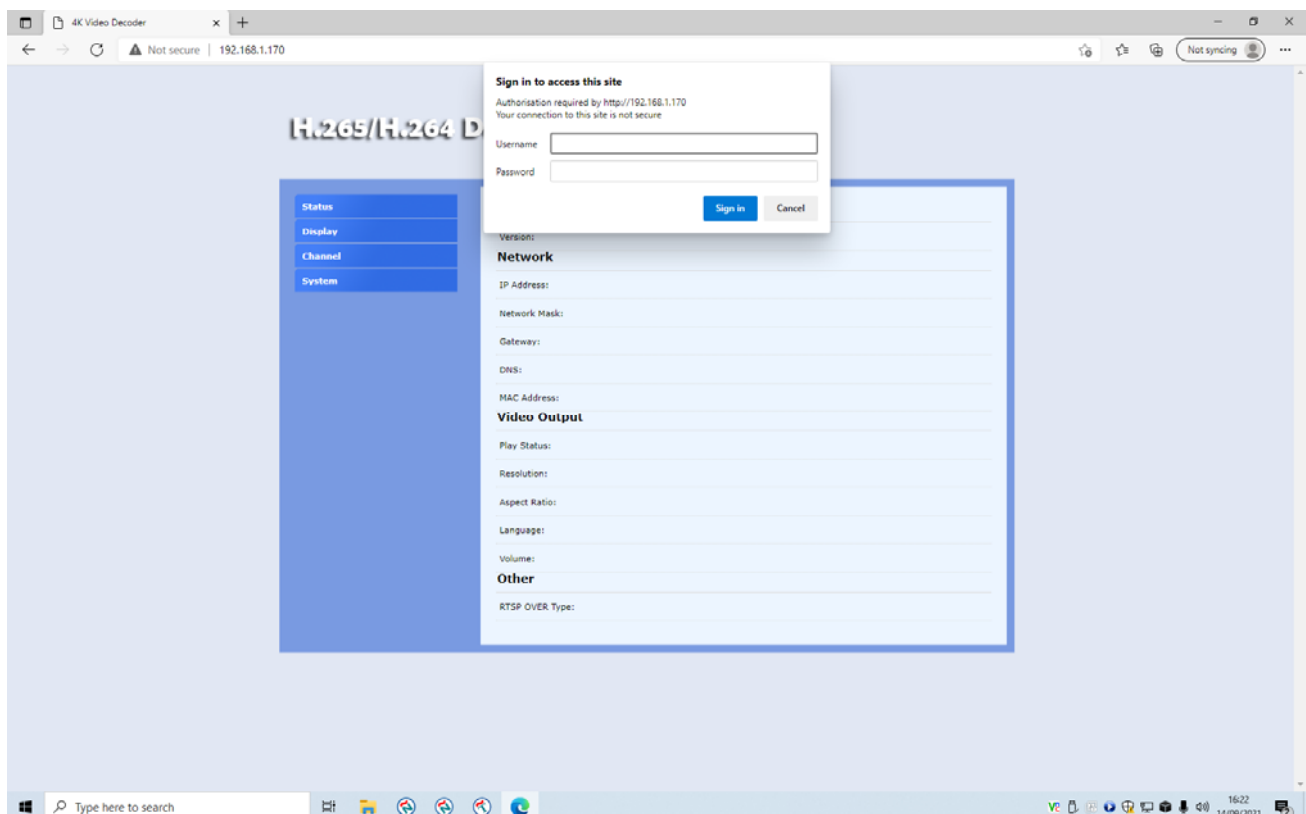 4K Video Decoder
Not secure | 192.168.1.170
Not syncing
Sign in to access this site
Authorisation required by http://192.168.1.170
Your connection to this site is not secure
Username
Password
Sign in Cancel
H.265/H.264 D
Status
Display
Channel
System
Version:
Network
IP Address:
Network Mask:
Gateway:
DNS:
MAC Address:
Video Output
Play Status:
Resolution:
Aspect Ratio:
Language:
Volume:
Other
RTSP OVER Type:
Type here to search
16:22
14/09/2021